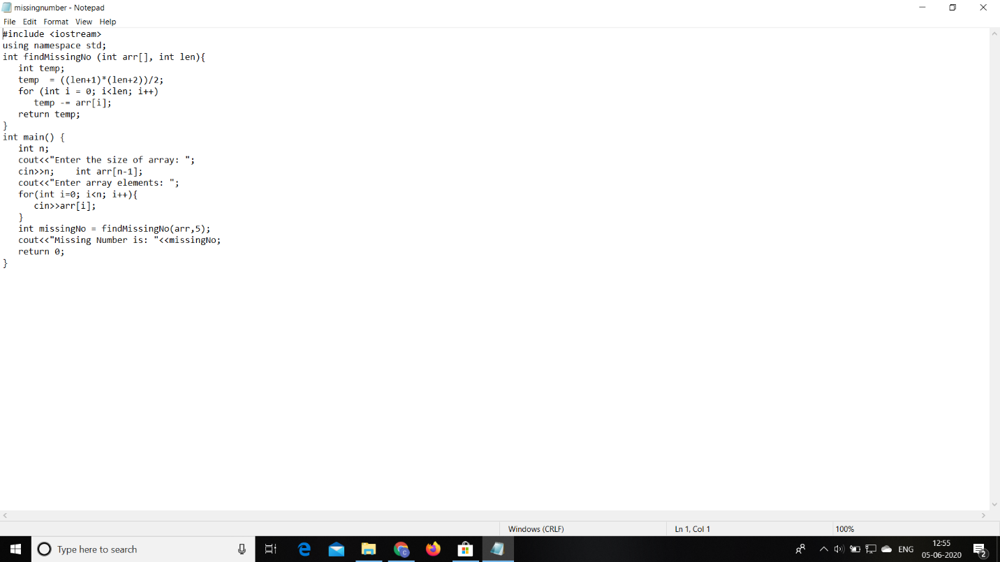 missingnumber - Notepad
File Edit Format View Help
#include <iostream>
using namespace std;
int findMissingNo (int arr[], int len){
   int temp;
   temp  = ((len+1)*(len+2))/2;
   for (int i = 0; i<len; i++)
      temp -= arr[i];
   return temp;
}
int main() {
   int n;
   cout<<"Enter the size of array: ";
   cin>>n;    int arr[n-1];
   cout<<"Enter array elements: ";
   for(int i=0; i<n; i++){
      cin>>arr[i];
   }
   int missingNo = findMissingNo(arr,5);
   cout<<"Missing Number is: "<<missingNo;
   return 0;
}
Windows (CRLF) Ln 1, Col 1 100%
Type here to search
C
ENG
12:55
05-06-2020
2